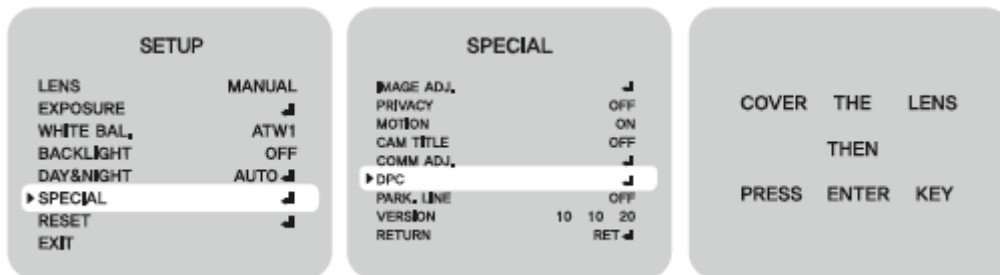 SETUP
LENS MANUAL
EXPOSURE ↲
WHITE BAL. ATW1
BACKLIGHT OFF
DAY&NIGHT AUTO↲
▶SPECIAL ↲
RESET ↲
EXIT
SPECIAL
IMAGE ADJ. ↲
PRIVACY OFF
MOTION ON
CAM TITLE OFF
COMM ADJ. ↲
▶DPC ↲
PARK. LINE OFF
VERSION 10 10 20
RETURN RET↲
COVER THE LENS
THEN
PRESS ENTER KEY